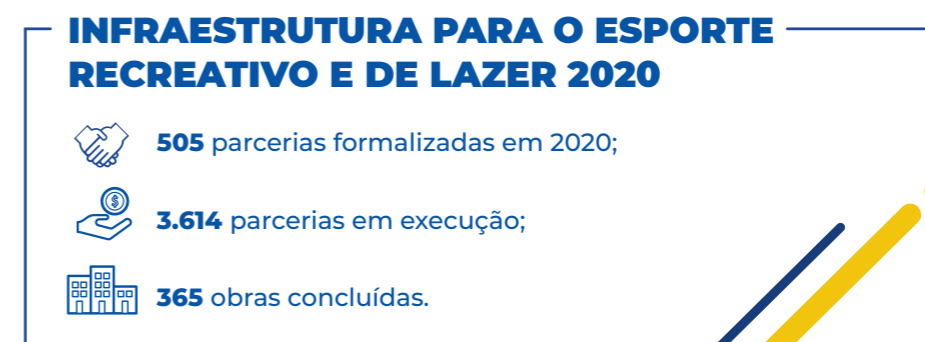 INFRAESTRUTURA PARA O ESPORTE
RECREATIVO E DE LAZER 2020
505 parcerias formalizadas em 2020;
3.614 parcerias em execução;
365 obras concluídas.